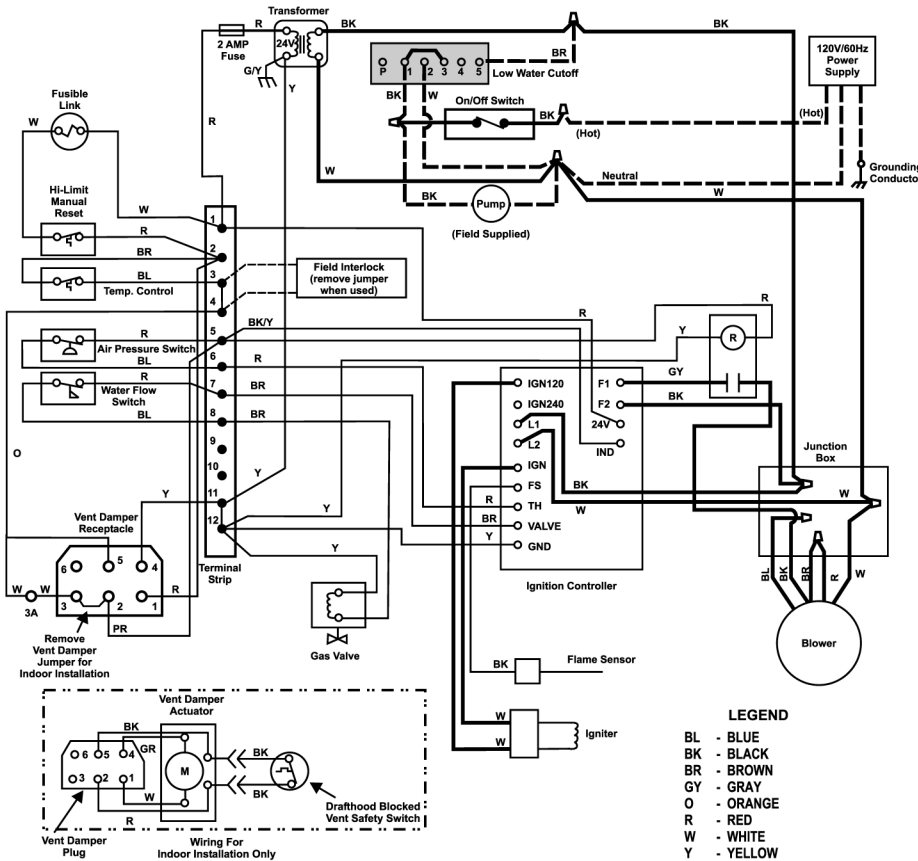 Transformer
R
BK
BK
2 AMP
Fuse
24V
G/Y
Y
BR
P 1 2 3 4 5
Low Water Cutoff
120V/60Hz
Power
Supply
BK
W
On/Off Switch
BK
(Hot)
(Hot)
Fusible
Link
W
R
W
Neutral
W
Grounding
Conducto
BK
Pump
(Field Supplied)
Hi-Limit
Manual
Reset
W
R
BR
BL
Temp. Control
1
2
3
4
5
6
7
8
9
10
11
12
Field Interlock
(remove jumper
when used)
R
Air Pressure Switch
BL
R
Water Flow
Switch
BL
BK/Y
R
BR
BR
R
Y
R
R
GY
BK
IGN120
IGN240
L1
L2
IGN
FS
TH
VALVE
GND
F1
F2
24V
IND
Ignition Controller
BK
W
R
BR
Y
Junction
Box
W
O
Y
Y
Y
Y
Vent Damper
Receptacle
6 5 4
3 2 1
W W
3A
R
PR
Remove
Vent Damper
Jumper for
Indoor Installation
Terminal
Strip
Gas Valve
BL
BK
BR
R
W
Blower
BK
Flame Sensor
W
W
Igniter
Vent Damper
Actuator
BK
GR
6 5 4
3 2 1
M
W
R
BK
BK
Drafthood Blocked
Vent Safety Switch
Vent Damper
Plug
Wiring For
Indoor Installation Only
LEGEND
BL - BLUE
BK - BLACK
BR - BROWN
GY - GRAY
O - ORANGE
R - RED
W - WHITE
Y - YELLOW